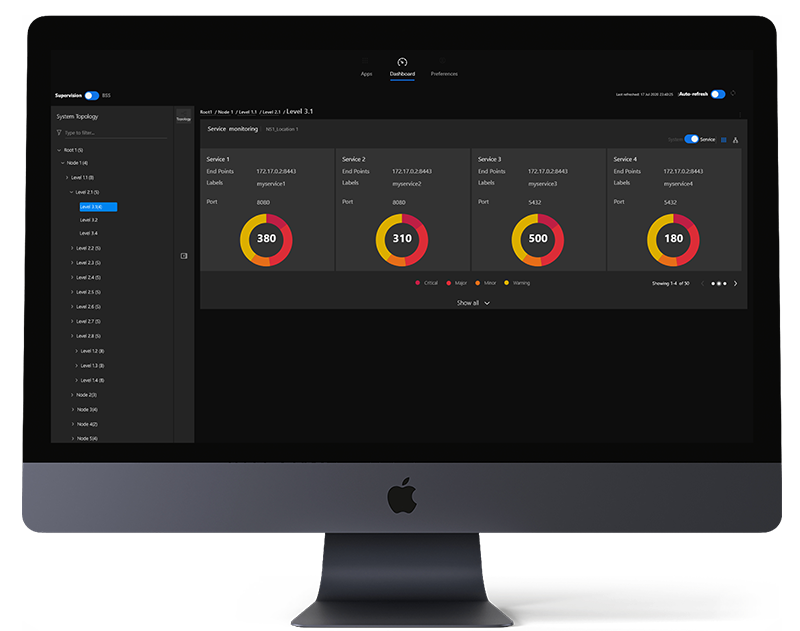 Apps Dashboard Preferences
Supervision BSS
Last refreshed: 17 Jul 2020 23:40:25 Auto-refresh
System Topology
Topology
Type to filter...
Root 1 (5)
Node 1 (4)
Level 1.1 (8)
Level 2.1 (5)
Level 3.1(4)
Level 3.2
Level 3.4
Level 2.2 (5)
Level 2.3 (5)
Level 2.4 (5)
Level 2.5 (5)
Level 2.6 (5)
Level 2.7 (5)
Level 2.8 (5)
Level 1.2 (8)
Level 1.3 (8)
Level 1.4 (8)
Node 2(3)
Node 3(4)
Node 4(2)
Node 5(4)
Root1 / Node 1 / Level 1.1 / Level 2.1 / Level 3.1
Service monitoring : NS1_Location 1
System Service
Service 1
End Points 172.17.0.2:8443
Labels myservice1
Port 8080
380
Service 2
End Points 172.17.0.2:8443
Labels myservice2
Port 8080
310
Service 3
End Points 172.17.0.2:8443
Labels myservice3
Port 5432
500
Service 4
End Points 172.17.0.2:8443
Labels myservice4
Port 5432
180
Critical Major Minor Warning
Showing 1-4 of 50
Show all